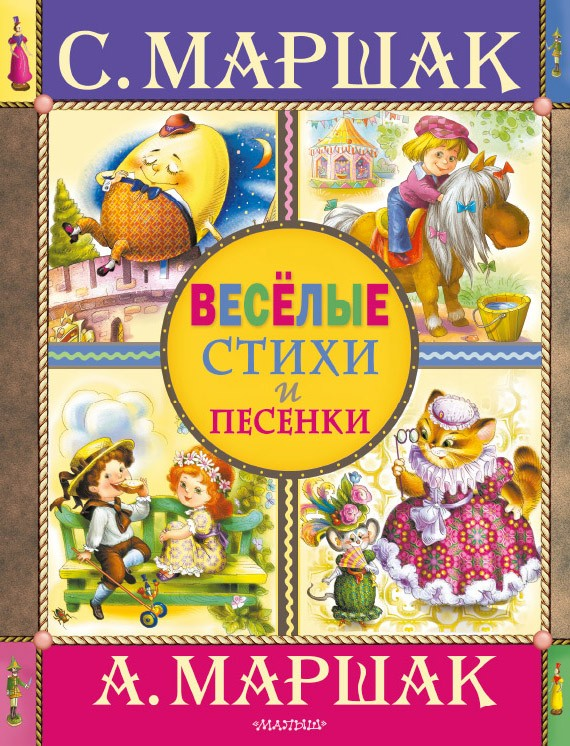 С. МАРШАК
ВЕСЁЛЫЕ
СТИХИ
и
ПЕСЕНКИ
А. МАРШАК
«МАЛЫШ»